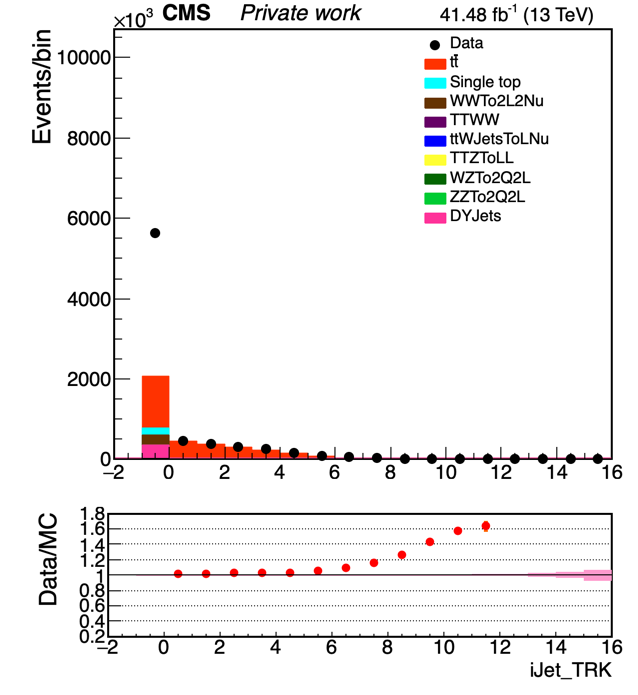 ×10³ CMS Private work 41.48 fb⁻¹ (13 TeV)
Events/bin
10000
8000
6000
4000
2000
0
Data
tt̄
Single top
WWTo2L2Nu
TTWW
ttWJetsToLNu
TTZToLL
WZTo2Q2L
ZZTo2Q2L
DYJets
−2 0 2 4 6 8 10 12 14 16
Data/MC
1.8
1.6
1.4
1.2
1
0.8
0.6
0.4
0.2
−2 0 2 4 6 8 10 12 14 16
iJet_TRK